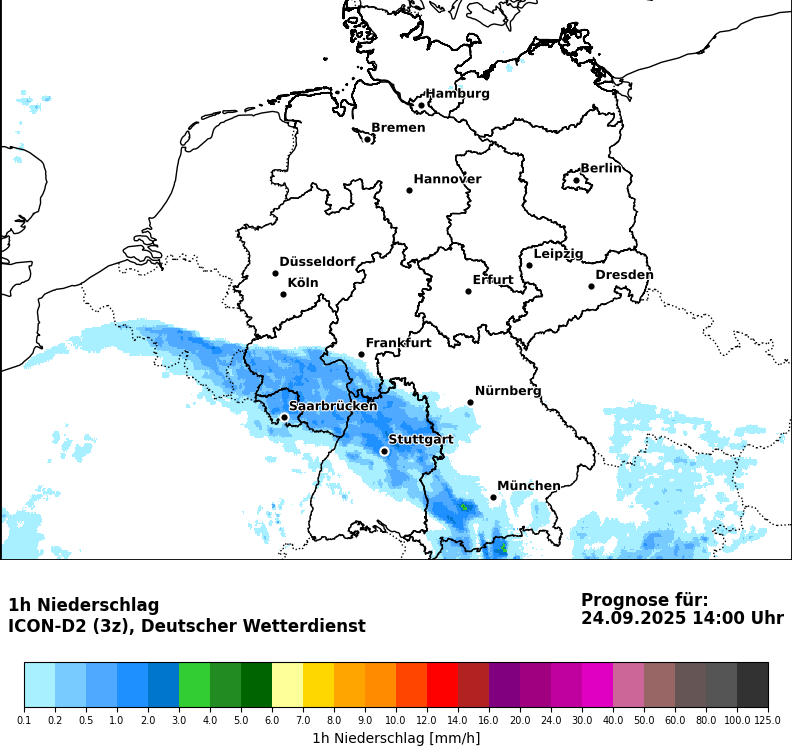 Hamburg
Bremen
Berlin
Hannover
Düsseldorf
Leipzig
Köln
Erfurt
Dresden
Frankfurt
Nürnberg
Saarbrücken
Stuttgart
München
1h Niederschlag
ICON-D2 (3z), Deutscher Wetterdienst
Prognose für:
24.09.2025 14:00 Uhr
0.1 0.2 0.5 1.0 2.0 3.0 4.0 5.0 6.0 7.0 8.0 9.0 10.0 12.0 14.0 16.0 20.0 24.0 30.0 40.0 50.0 60.0 80.0 100.0 125.0
1h Niederschlag [mm/h]